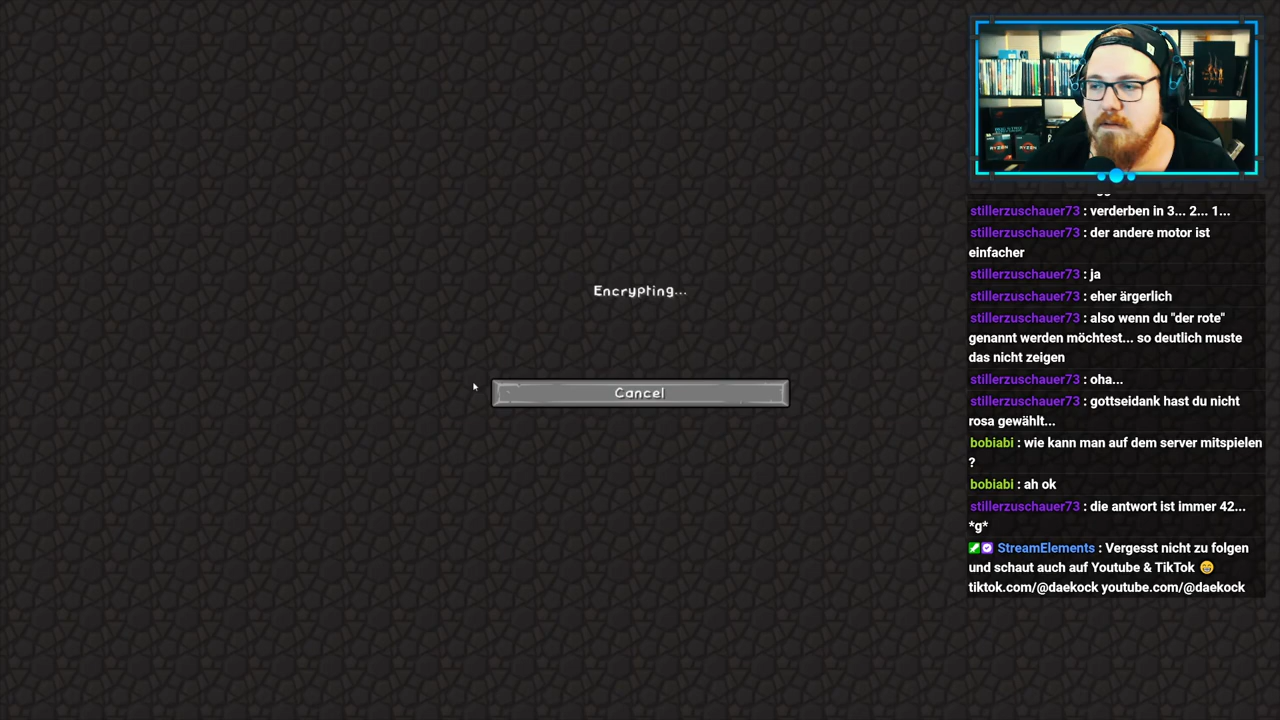 Encrypting...
Cancel
RYZEN
RYZEN
stillerzuschauer73 : verderben in 3... 2... 1...
stillerzuschauer73 : der andere motor ist
einfacher
stillerzuschauer73 : ja
stillerzuschauer73 : eher ärgerlich
stillerzuschauer73 : also wenn du "der rote"
genannt werden möchtest... so deutlich muste
das nicht zeigen
stillerzuschauer73 : oha...
stillerzuschauer73 : gottseidank hast du nicht
rosa gewählt...
bobiabi : wie kann man auf dem server mitspielen
?
bobiabi : ah ok
stillerzuschauer73 : die antwort ist immer 42...
*g*
StreamElements : Vergesst nicht zu folgen
und schaut auch auf Youtube & TikTok 😁
tiktok.com/@daekock youtube.com/@daekock